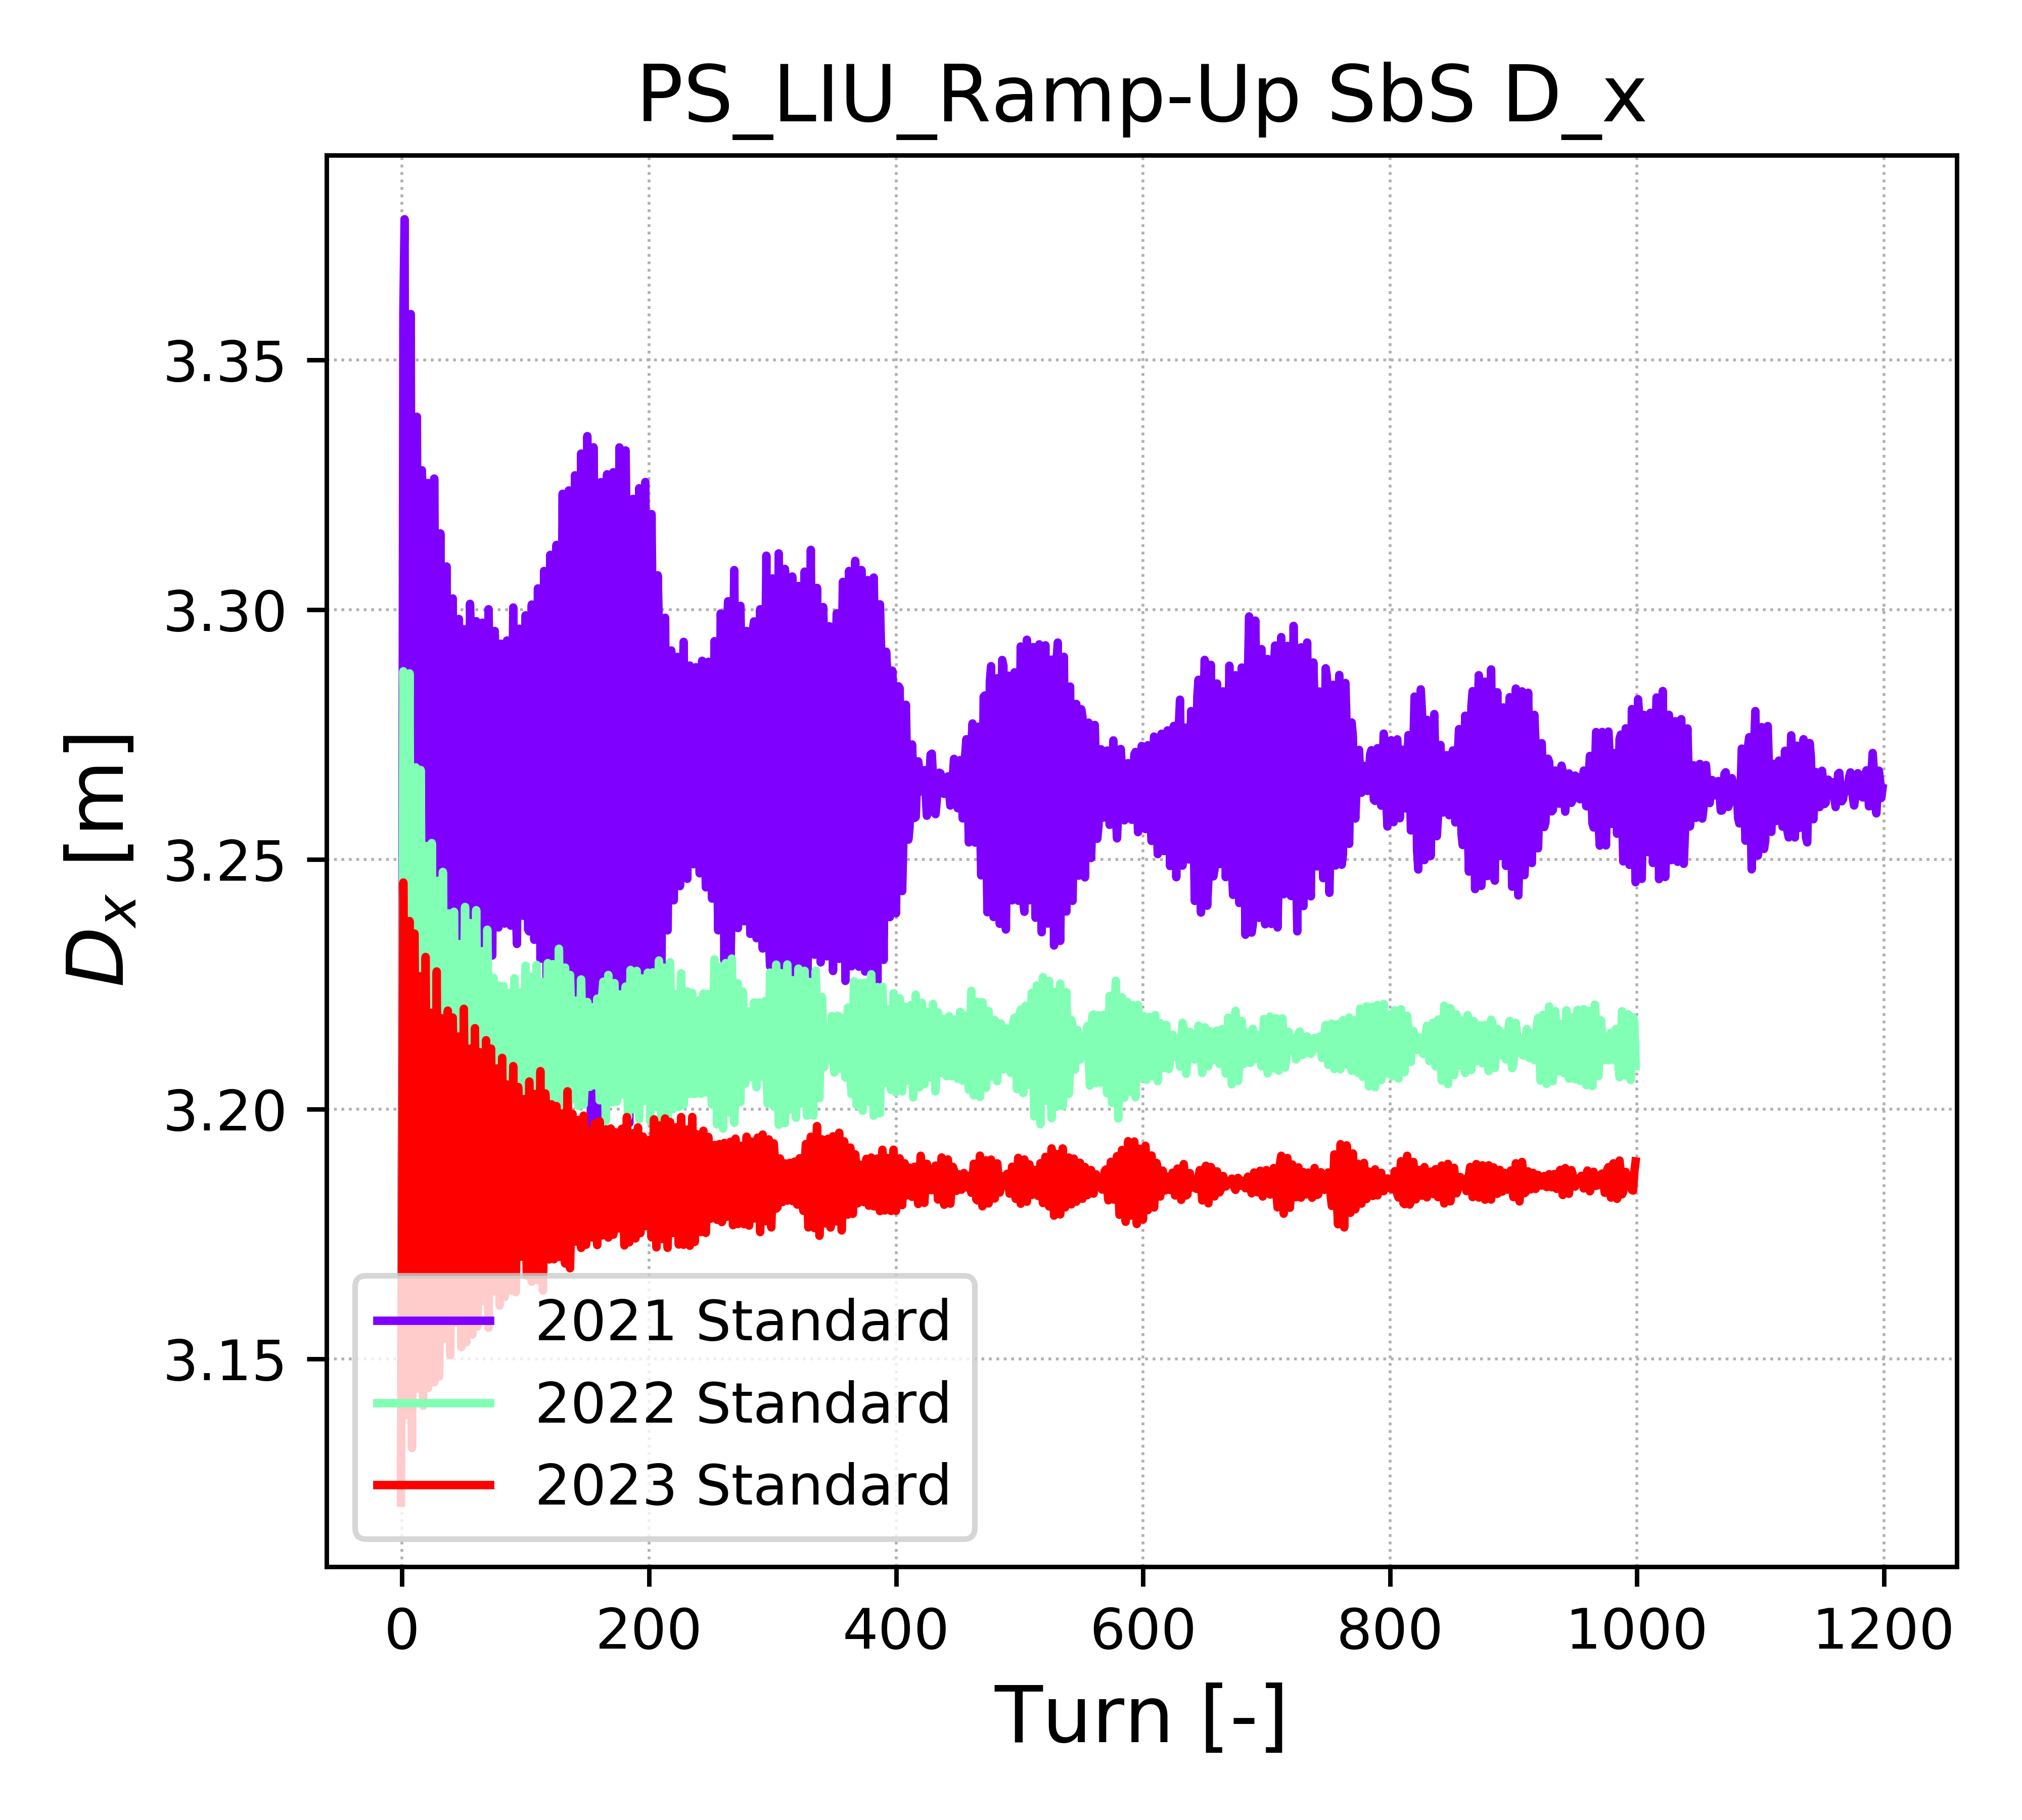 PS_LIU_Ramp-Up SbS D_x
D_x [m]
3.35
3.30
3.25
3.20
3.15
2021 Standard
2022 Standard
2023 Standard
0 200 400 600 800 1000 1200
Turn [-]